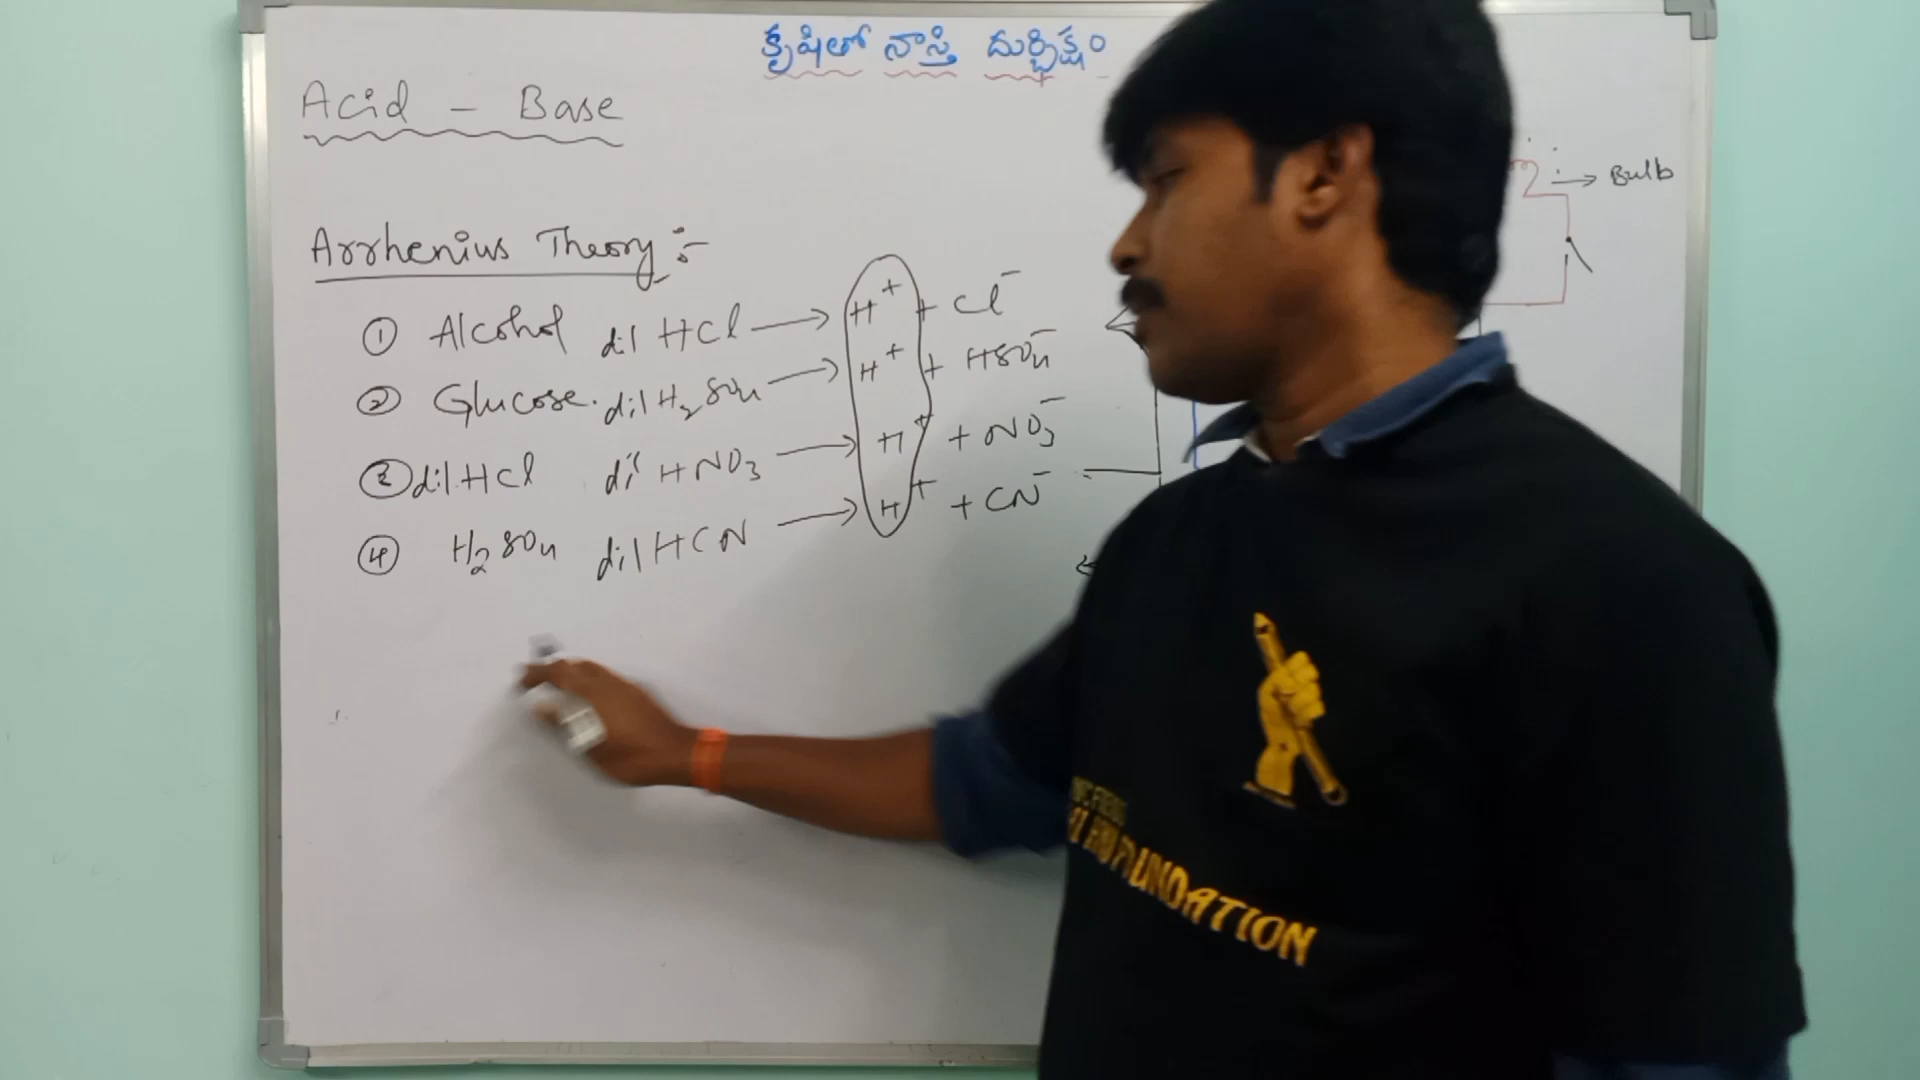 కృషితో నాస్తి దుర్భిక్షం
Acid - Base
Bulb
Arrhenius Theory :-
① Alcohol dil HCl → H⁺ + Cl⁻
② Glucose. dil H₂SO₄ → H⁺ + HSO₄⁻
③ dil HCl dil HNO₃ → H⁺ + NO₃⁻
④ H₂SO₄ dil HCN → H⁺ + CN⁻
FOUNDATION